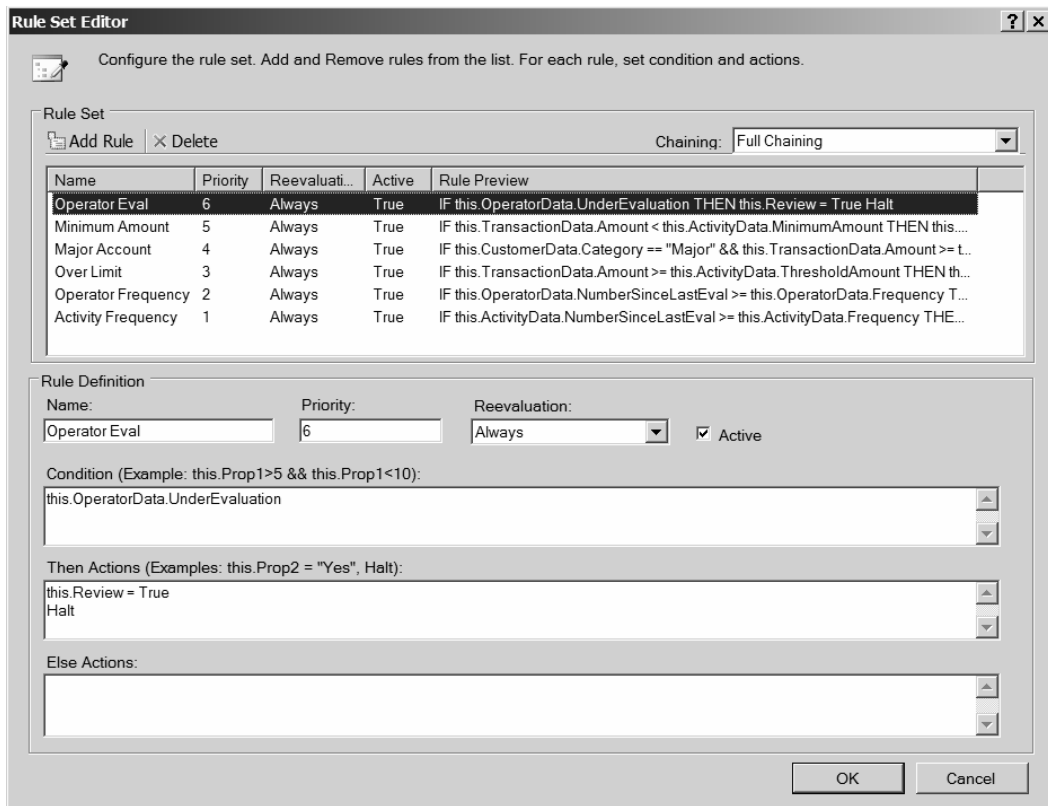 Rule Set Editor
Configure the rule set. Add and Remove rules from the list. For each rule, set condition and actions.
Rule Set
Add Rule Delete Chaining: Full Chaining
Name Priority Reevaluati... Active Rule Preview
Operator Eval 6 Always True IF this.OperatorData.UnderEvaluation THEN this.Review = True Halt
Minimum Amount 5 Always True IF this.TransactionData.Amount < this.ActivityData.MinimumAmount THEN this....
Major Account 4 Always True IF this.CustomerData.Category == "Major" && this.TransactionData.Amount >= t...
Over Limit 3 Always True IF this.TransactionData.Amount >= this.ActivityData.ThresholdAmount THEN th...
Operator Frequency 2 Always True IF this.OperatorData.NumberSinceLastEval >= this.OperatorData.Frequency T...
Activity Frequency 1 Always True IF this.ActivityData.NumberSinceLastEval >= this.ActivityData.Frequency THE...
Rule Definition
Name: Priority: Reevaluation:
Operator Eval 6 Always Active
Condition (Example: this.Prop1>5 && this.Prop1<10):
this.OperatorData.UnderEvaluation
Then Actions (Examples: this.Prop2 = "Yes", Halt):
this.Review = True
Halt
Else Actions:
OK Cancel